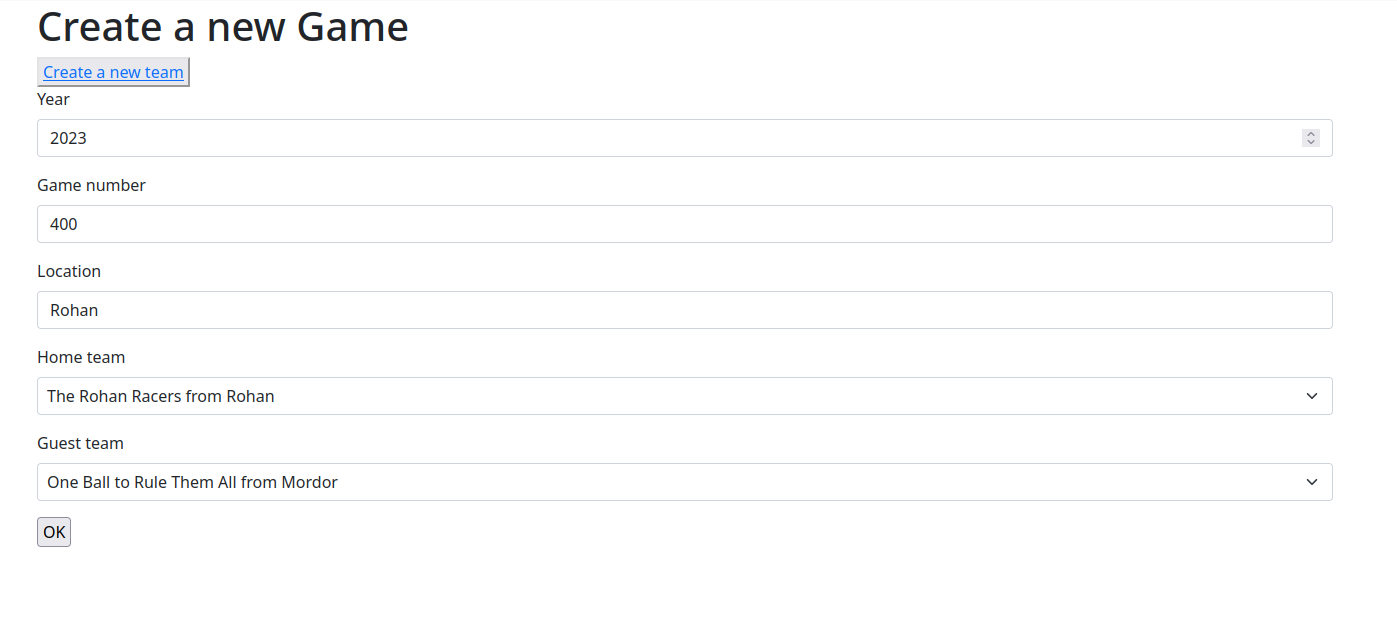 Create a new Game
Create a new team
Year
2023
Game number
400
Location
Rohan
Home team
The Rohan Racers from Rohan
Guest team
One Ball to Rule Them All from Mordor
OK